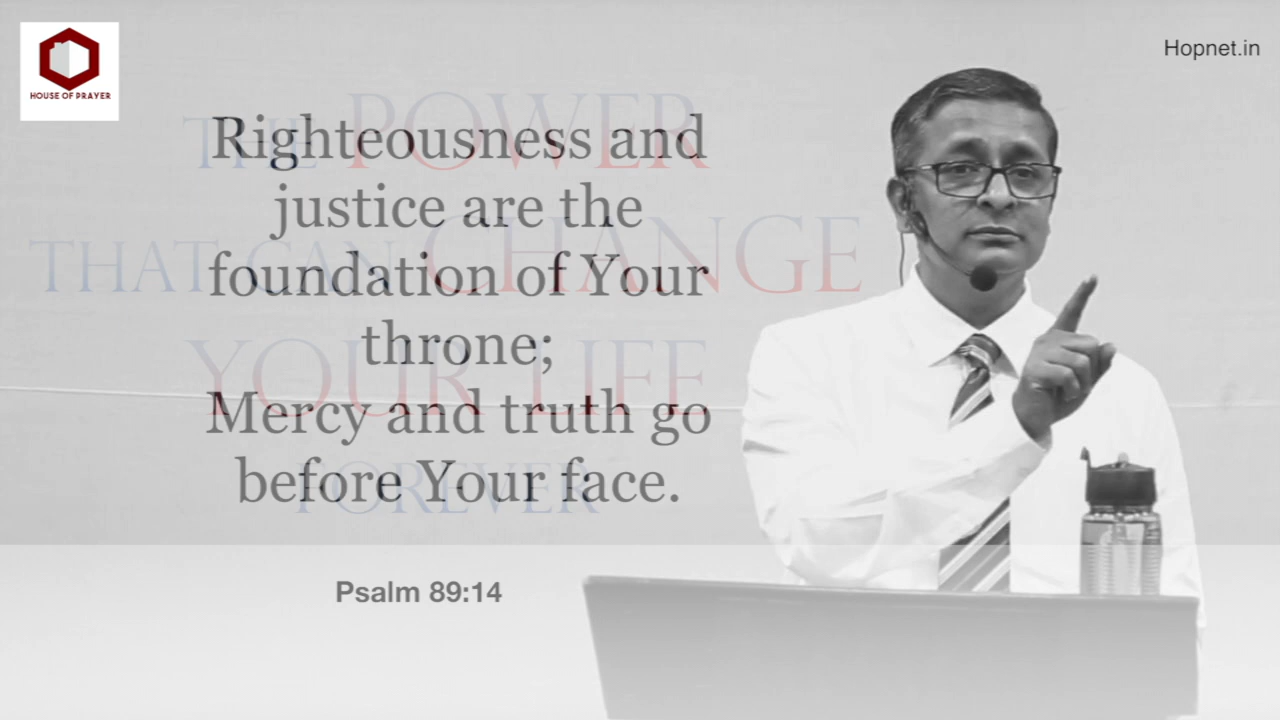 HOUSE OF PRAYER
Hopnet.in
THE POWER
THAT CAN CHANGE
YOUR LIFE
FOREVER
Righteousness and
justice are the
foundation of Your
throne;
Mercy and truth go
before Your face.
Psalm 89:14